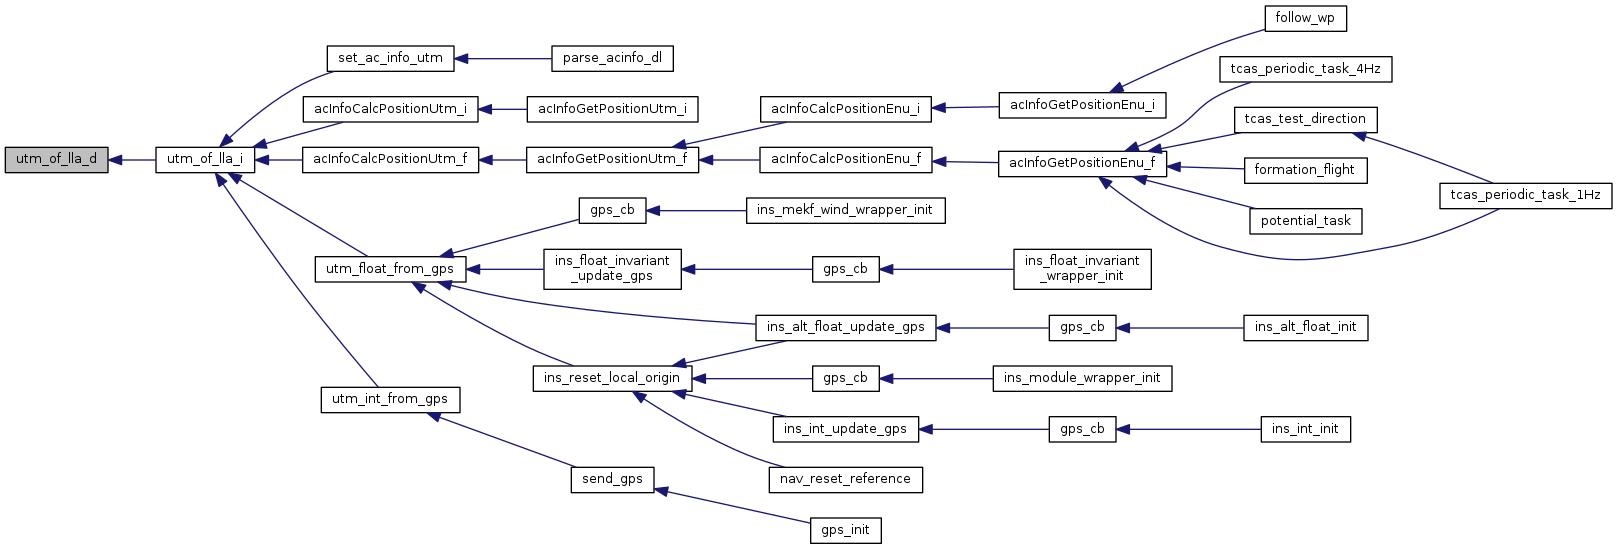 utm_of_lla_d
utm_of_lla_i
set_ac_info_utm
parse_acinfo_dl
acInfoCalcPositionUtm_i
acInfoGetPositionUtm_i
acInfoCalcPositionUtm_f
acInfoGetPositionUtm_f
acInfoCalcPositionEnu_i
acInfoGetPositionEnu_i
follow_wp
acInfoCalcPositionEnu_f
acInfoGetPositionEnu_f
tcas_periodic_task_4Hz
tcas_test_direction
formation_flight
potential_task
tcas_periodic_task_1Hz
utm_float_from_gps
gps_cb
ins_mekf_wind_wrapper_init
ins_float_invariant
_update_gps
gps_cb
ins_float_invariant
_wrapper_init
ins_alt_float_update_gps
gps_cb
ins_alt_float_init
ins_reset_local_origin
gps_cb
ins_module_wrapper_init
ins_int_update_gps
gps_cb
ins_int_init
nav_reset_reference
utm_int_from_gps
send_gps
gps_init